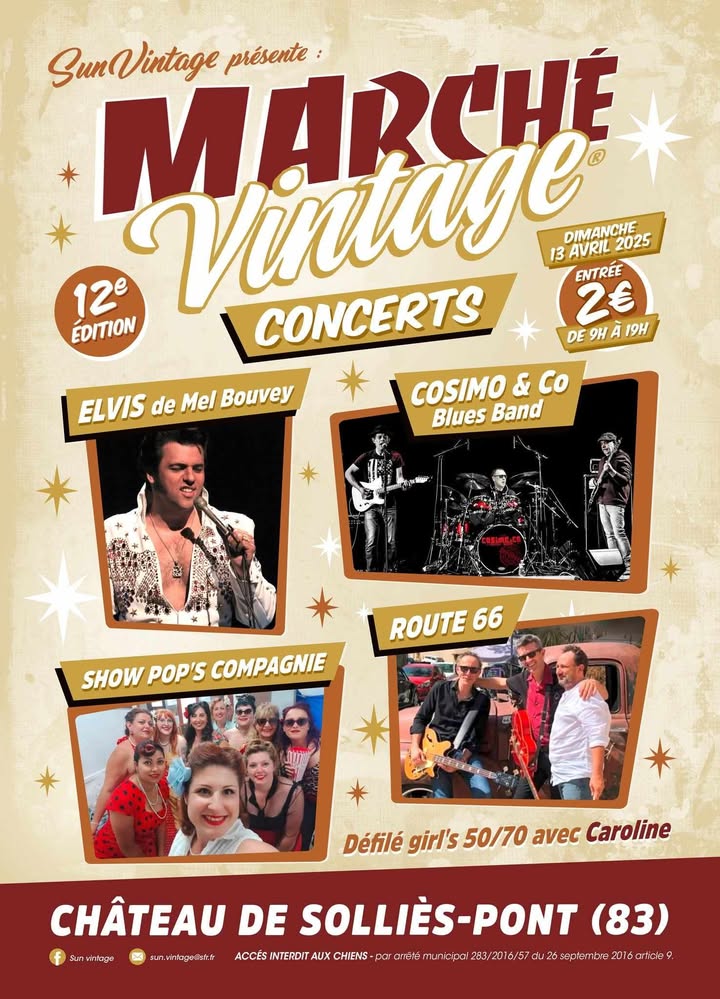 SunVintage présente :
MARCHÉ
Vintage®
DIMANCHE
13 AVRIL 2025
ENTRÉE
2€
DE 9H À 19H
12e
ÉDITION
CONCERTS
ELVIS de Mel Bouvey
COSIMO & Co
Blues Band
COSIMO & CO
ROUTE 66
SHOW POP'S COMPAGNIE
Défilé girl's 50/70 avec Caroline
CHÂTEAU DE SOLLIÈS-PONT (83)
Sun vintage
sun.vintage@sfr.fr
ACCÉS INTERDIT AUX CHIENS - par arrêté municipal 283/2016/57 du 26 septembre 2016 article 9.